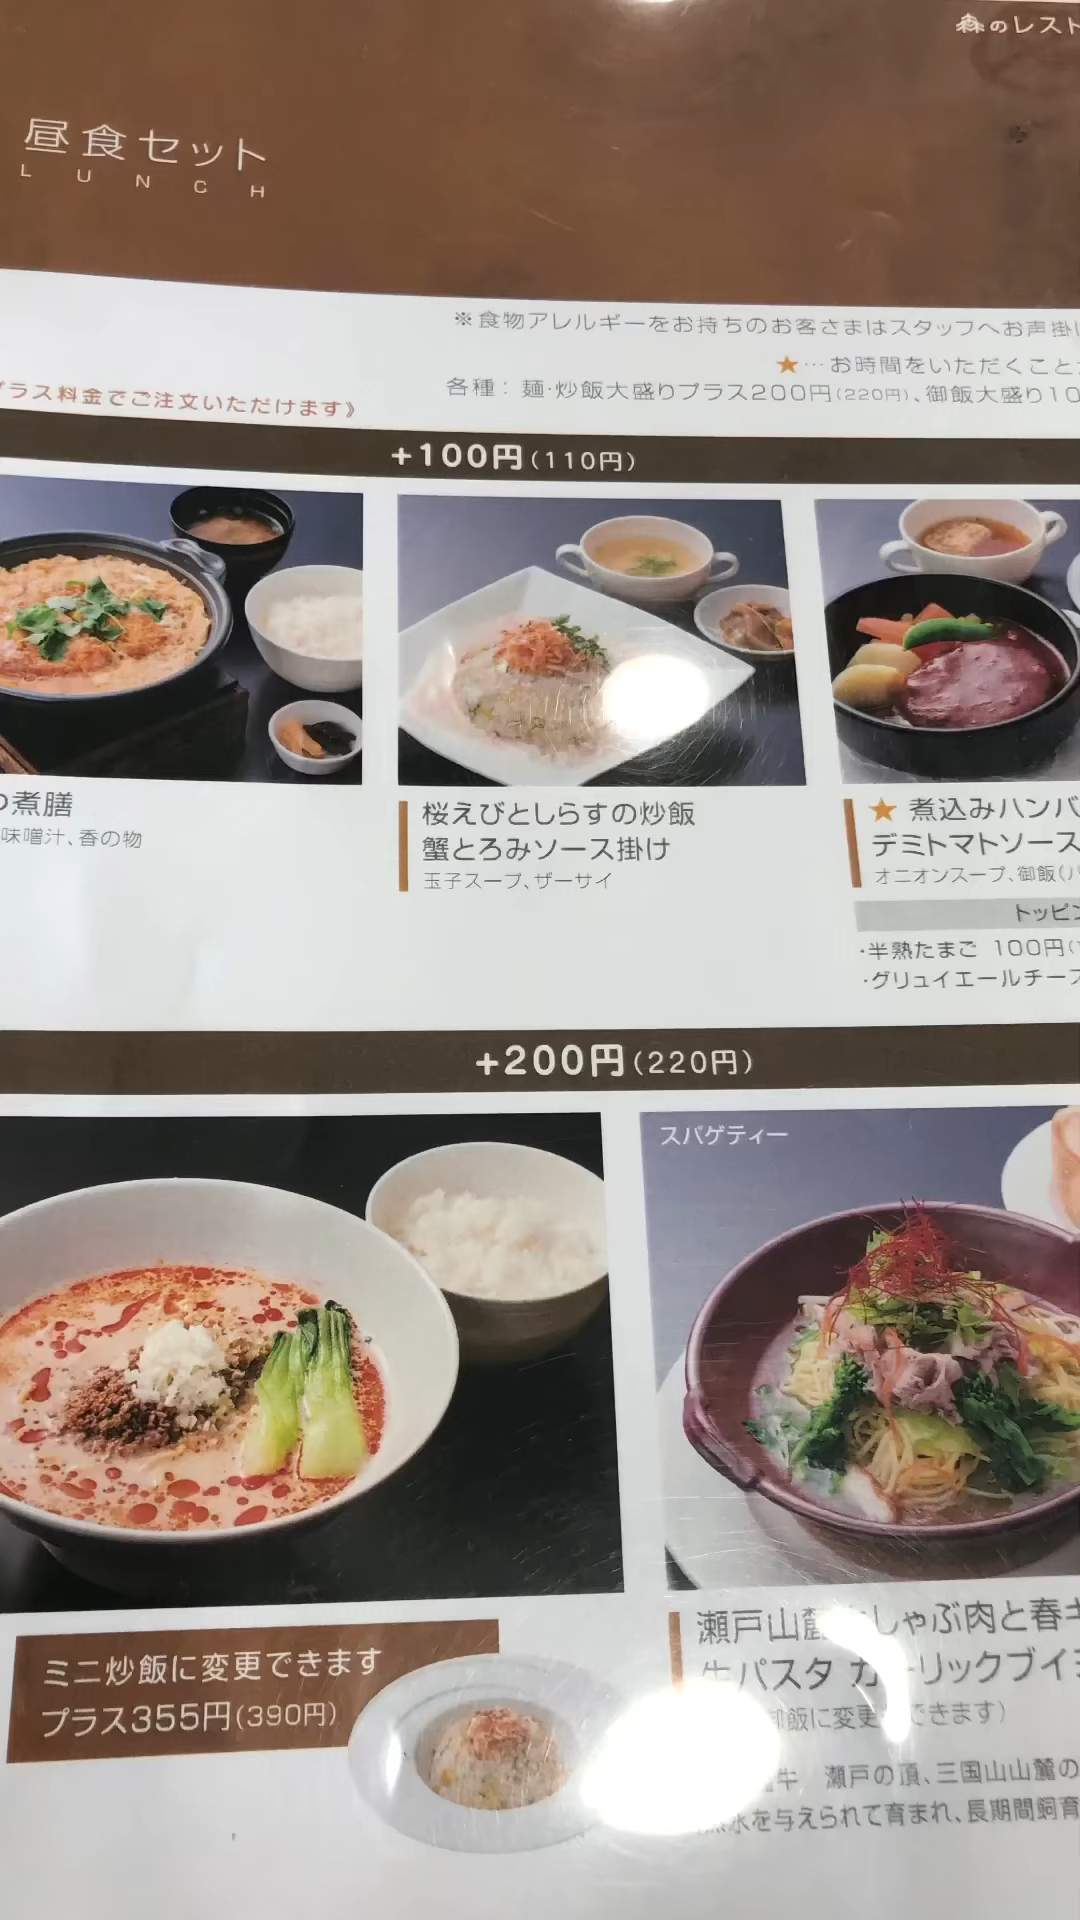 森のレスト
昼食セット
LUNCH
※食物アレルギーをお持ちのお客さまはスタッフへお声掛
★…お時間をいただくこと
プラス料金でご注文いただけます》
各種：麺・炒飯大盛りプラス200円(220円)、御飯大盛り10
+100円(110円)
つ煮膳
味噌汁、香の物
桜えびとしらすの炒飯
蟹とろみソース掛け
玉子スープ、ザーサイ
★ 煮込みハンバ
デミトマトソース
オニオンスープ、御飯(
トッピン
・半熟たまご 100円(
・グリュイエールチーズ
+200円(220円)
スパゲティー
ミニ炒飯に変更できます
プラス355円(390円)
瀬戸山麓 しゃぶ肉と春キ
生パスタ ガーリックブイヨ
御飯に変更できます)
牛 瀬戸の頂、三国山山麓の
水を与えられて育まれ、長期間飼育